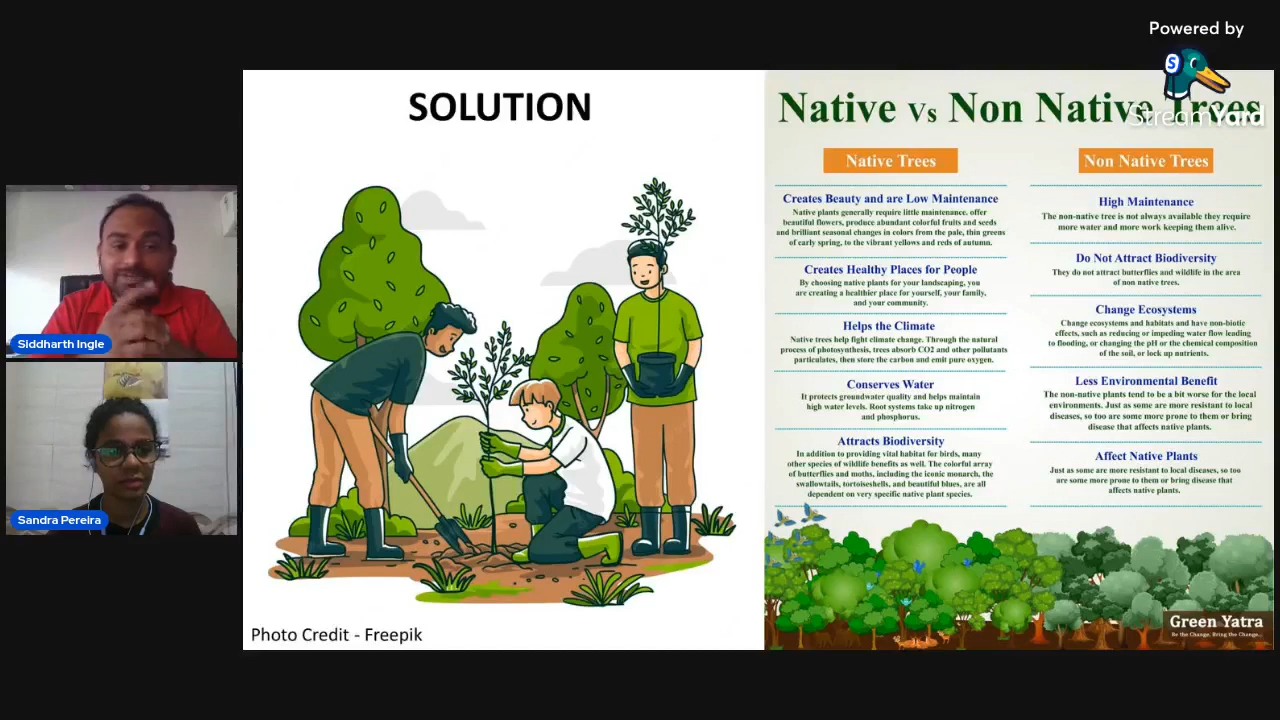 Powered by
StreamYard
Siddharth Ingle
Sandra Pereira
SOLUTION
Photo Credit - Freepik
Native Vs Non Native Trees
Native Trees
Creates Beauty and are Low Maintenance
Native plants generally require little maintenance, offer
beautiful flowers, produce abundant colorful fruits and seeds
and brilliant seasonal changes in colors from the pale, thin greens
of early spring, to the vibrant yellows and reds of autumn.
Creates Healthy Places for People
By choosing native plants for your landscaping, you
are creating a healthier place for yourself, your family,
and your community.
Helps the Climate
Native trees help fight climate change. Through the natural
process of photosynthesis, trees absorb CO2 and other pollutants
particulates, then store the carbon and emit pure oxygen.
Conserves Water
It protects groundwater quality and helps maintain
high water levels. Root systems take up nitrogen
and phosphorus.
Attracts Biodiversity
In addition to providing vital habitat for birds, many
other species of wildlife benefits as well. The colorful array
of butterflies and moths, including the iconic monarch, the
swallowtails, tortoiseshells, and beautiful blues, are all
dependent on very specific native plant species.
Non Native Trees
High Maintenance
The non-native tree is not always available they require
more water and more work keeping them alive.
Do Not Attract Biodiversity
They do not attract butterflies and wildlife in the area
of non native trees.
Change Ecosystems
Change ecosystems and habitats and have non-biotic
effects, such as reducing or impeding water flow leading
to flooding, or changing the pH or the chemical composition
of the soil, or lock up nutrients.
Less Environmental Benefit
The non-native plants tend to be a bit worse for the local
environments. Just as some are more resistant to local
diseases, so too are some more prone to them or bring
disease that affects native plants.
Affect Native Plants
Just as some are more resistant to local diseases, so too
are some more prone to them or bring disease that
affects native plants.
Green Yatra
Be the Change, Bring the Change...